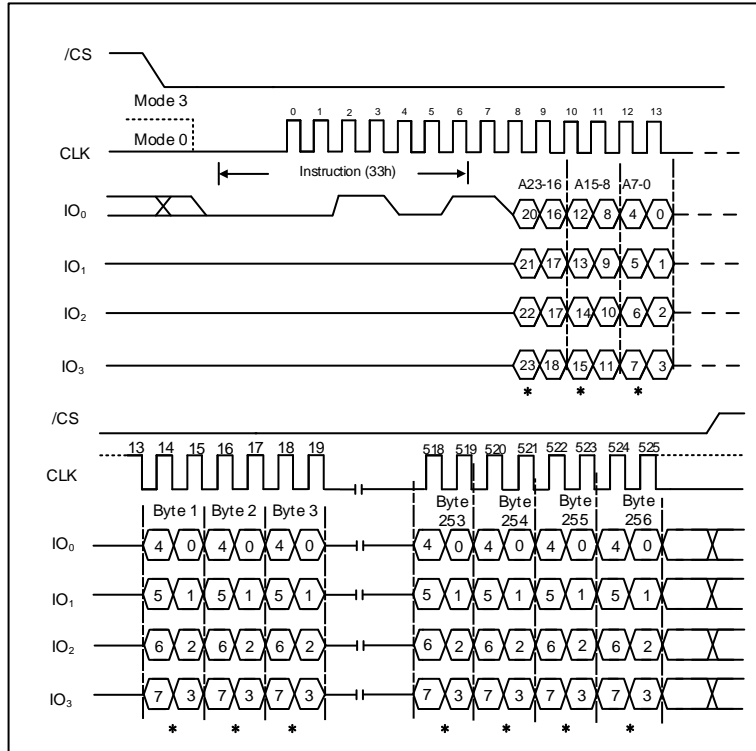 /CS
Mode 3
Mode 0
CLK
0 1 2 3 4 5 6 7 8 9 10 11 12 13
Instruction (33h)
A23-16 A15-8 A7-0
IO0 20 16 12 8 4 0
IO1 21 17 13 9 5 1
IO2 22 17 14 10 6 2
IO3 23 18 15 11 7 3
* * *
/CS
13 14 15 16 17 18 19 518 519 520 521 522 523 524 525
CLK
Byte 1 Byte 2 Byte 3 Byte 253 Byte 254 Byte 255 Byte 256
IO0 4 0 4 0 4 0 4 0 4 0 4 0 4 0
IO1 5 1 5 1 5 1 5 1 5 1 5 1 5 1
IO2 6 2 6 2 6 2 6 2 6 2 6 2 6 2
IO3 7 3 7 3 7 3 7 3 7 3 7 3 7 3
* * * * * * *